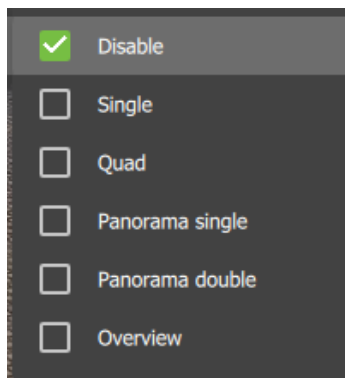 Disable
Single
Quad
Panorama single
Panorama double
Overview